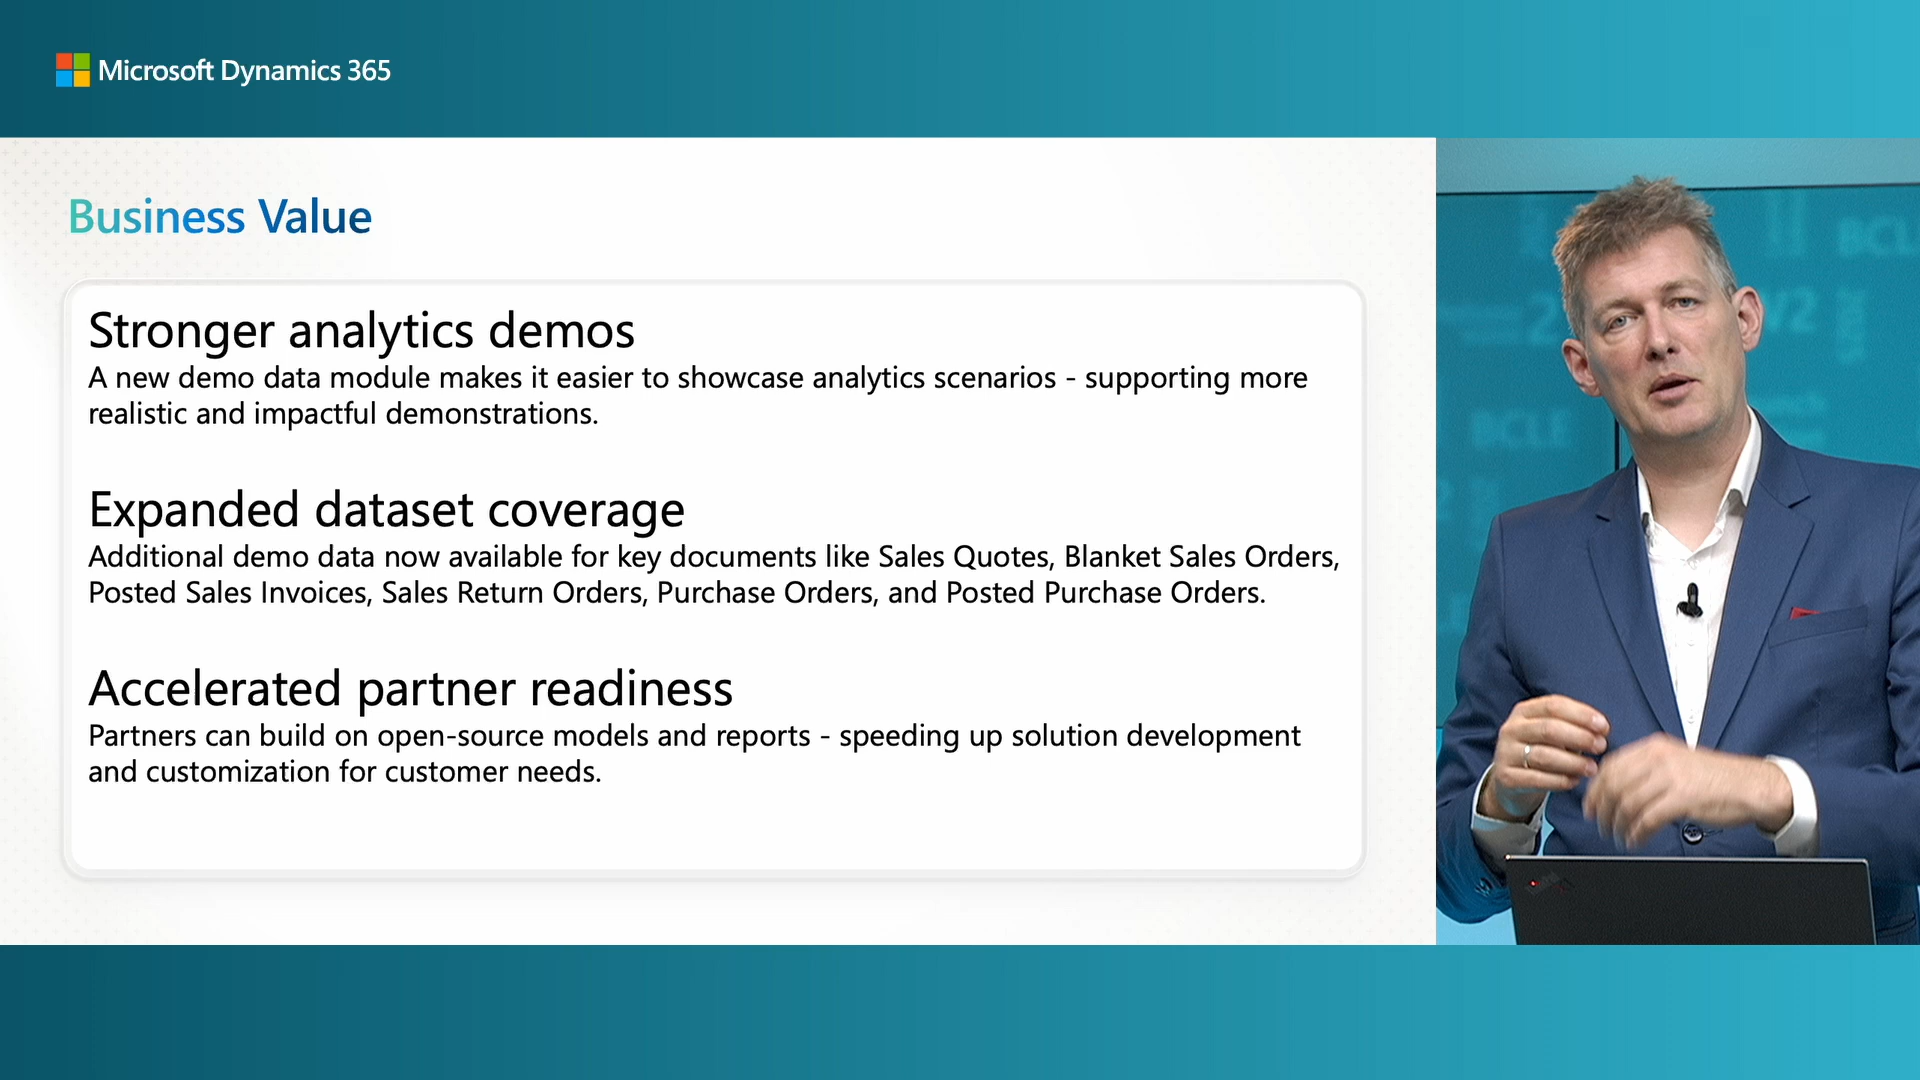 Microsoft Dynamics 365
Business Value
Stronger analytics demos
A new demo data module makes it easier to showcase analytics scenarios - supporting more
realistic and impactful demonstrations.
Expanded dataset coverage
Additional demo data now available for key documents like Sales Quotes, Blanket Sales Orders,
Posted Sales Invoices, Sales Return Orders, Purchase Orders, and Posted Purchase Orders.
Accelerated partner readiness
Partners can build on open-source models and reports - speeding up solution development
and customization for customer needs.
BCLE